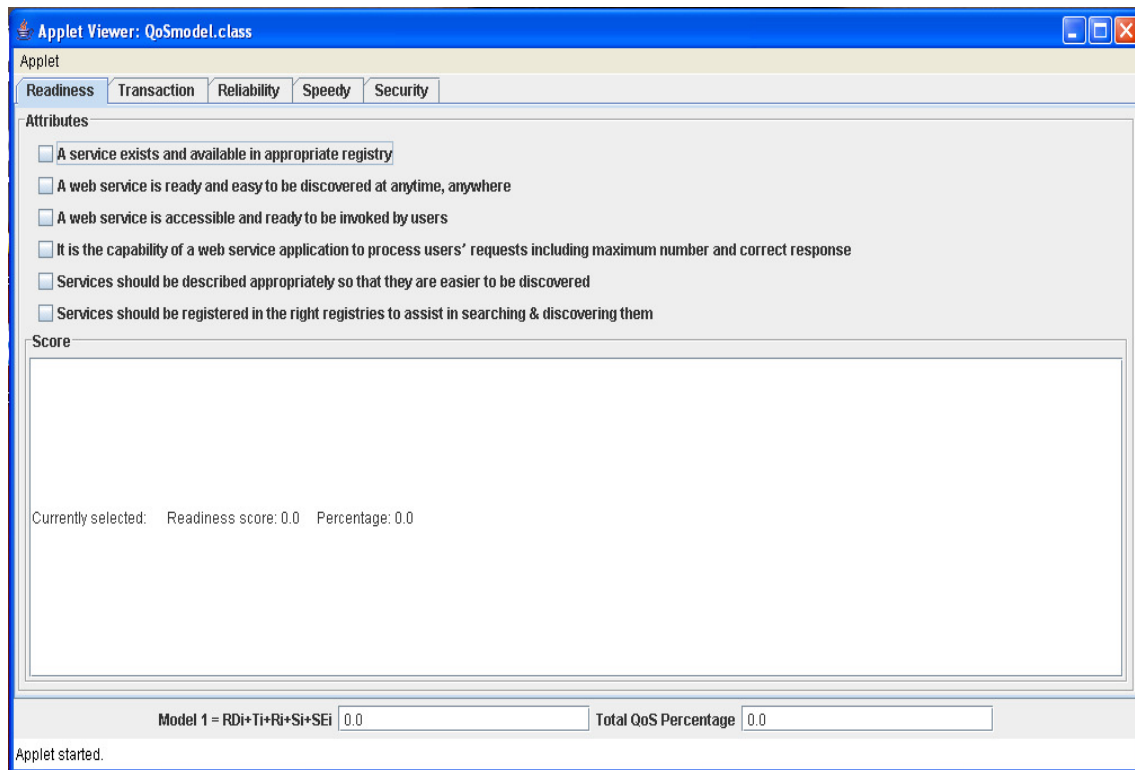 Applet Viewer: QoSmodel.class
Applet
Readiness Transaction Reliability Speedy Security
Attributes
A service exists and available in appropriate registry
A web service is ready and easy to be discovered at anytime, anywhere
A web service is accessible and ready to be invoked by users
It is the capability of a web service application to process users' requests including maximum number and correct response
Services should be described appropriately so that they are easier to be discovered
Services should be registered in the right registries to assist in searching & discovering them
Score
Currently selected: Readiness score: 0.0 Percentage: 0.0
Model 1 = RDi+Ti+Ri+Si+SEi 0.0 Total QoS Percentage 0.0
Applet started.